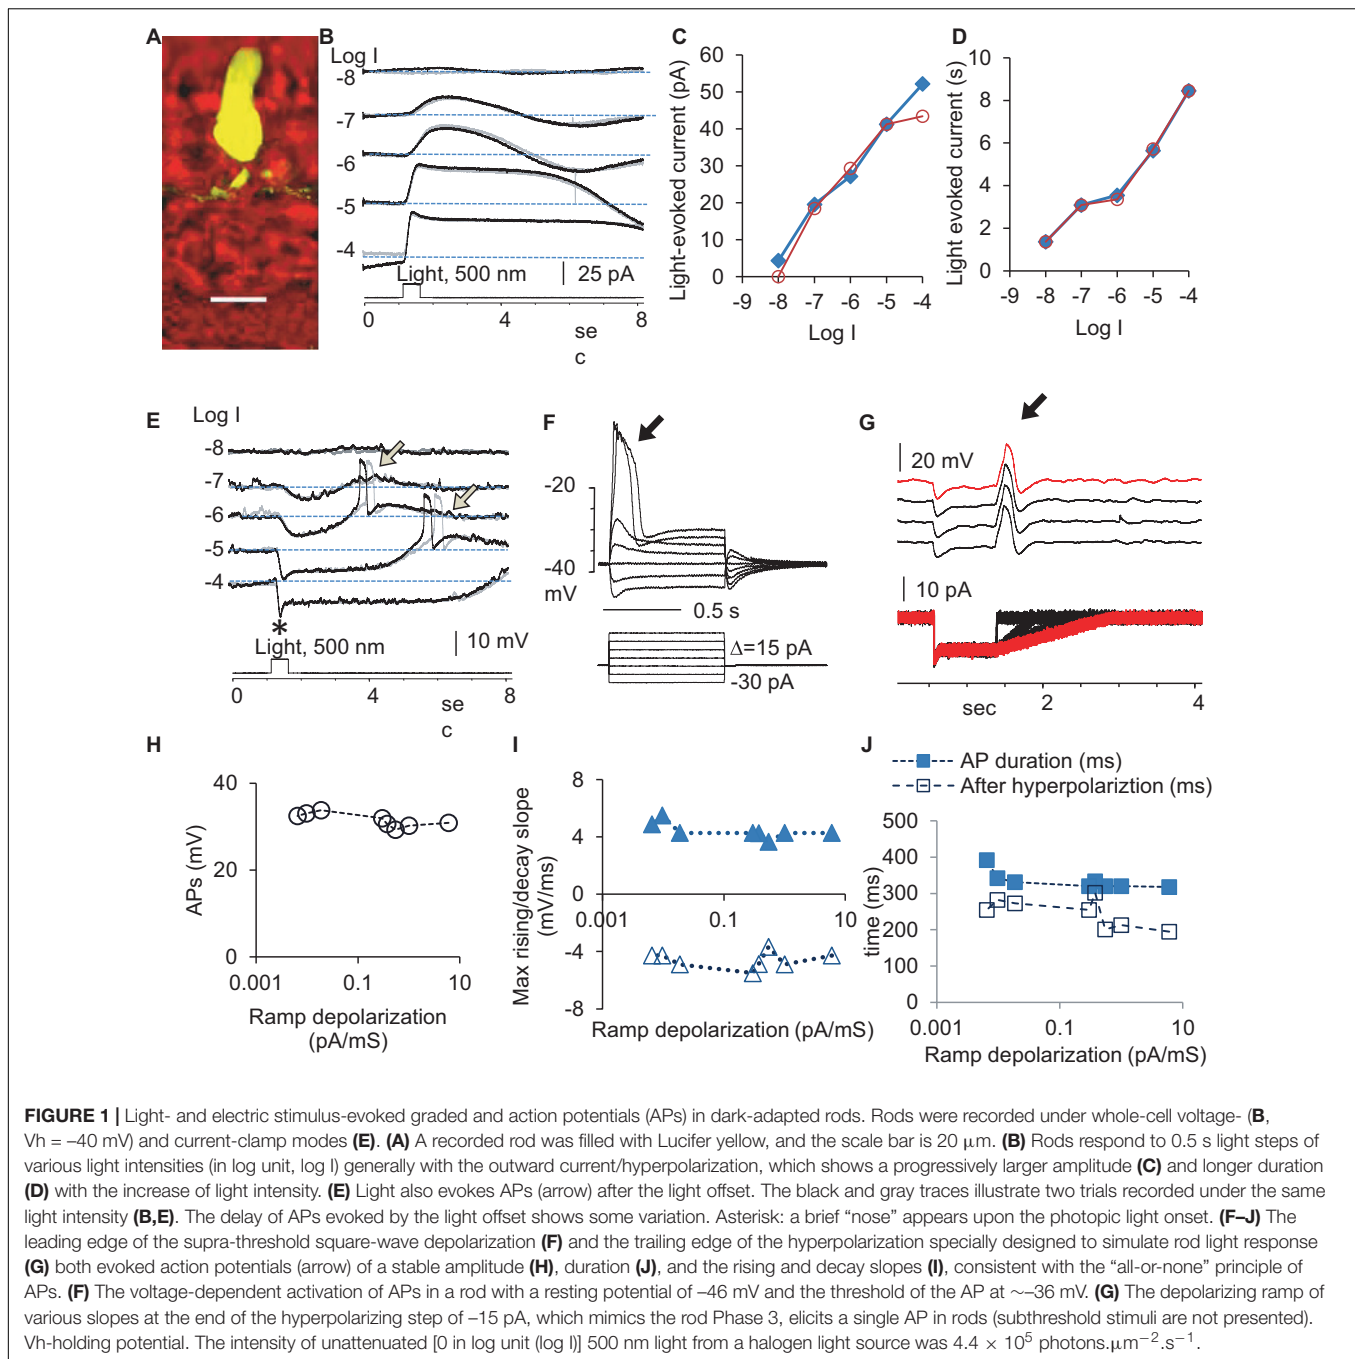 A
B
Log I
-8
-7
-6
-5
-4
Light, 500 nm
25 pA
0
4
8
se
c
C
Light-evoked current (pA)
60
50
40
30
20
10
0
-9 -8 -7 -6 -5 -4
Log I
D
Light evoked current (s)
10
8
6
4
2
0
-9 -8 -7 -6 -5 -4
Log I
E
Log I
-8
-7
-6
-5
-4
*
Light, 500 nm
10 mV
0
4
8
se
c
F
-20
-40
mV
0.5 s
Δ=15 pA
-30 pA
G
20 mV
10 pA
sec
2
4
H
APs (mV)
40
20
0
0.001 0.1 10
Ramp depolarization
(pA/mS)
I
Max rising/decay slope
(mV/ms)
8
4
0
0.001 0.1 10
-4
-8
Ramp depolarization (pA/mS)
J
AP duration (ms)
After hyperpolariztion (ms)
time (ms)
500
400
300
200
100
0
0.001 0.1 10
Ramp depolarization (pA/mS)
FIGURE 1 | Light- and electric stimulus-evoked graded and action potentials (APs) in dark-adapted rods. Rods were recorded under whole-cell voltage- (B,
Vh = –40 mV) and current-clamp modes (E). (A) A recorded rod was filled with Lucifer yellow, and the scale bar is 20 μm. (B) Rods respond to 0.5 s light steps of
various light intensities (in log unit, log I) generally with the outward current/hyperpolarization, which shows a progressively larger amplitude (C) and longer duration
(D) with the increase of light intensity. (E) Light also evokes APs (arrow) after the light offset. The black and gray traces illustrate two trials recorded under the same
light intensity (B,E). The delay of APs evoked by the light offset shows some variation. Asterisk: a brief “nose” appears upon the photopic light onset. (F–J) The
leading edge of the supra-threshold square-wave depolarization (F) and the trailing edge of the hyperpolarization specially designed to simulate rod light response
(G) both evoked action potentials (arrow) of a stable amplitude (H), duration (J), and the rising and decay slopes (I), consistent with the “all-or-none” principle of
APs. (F) The voltage-dependent activation of APs in a rod with a resting potential of –46 mV and the threshold of the AP at ∼–36 mV. (G) The depolarizing ramp of
various slopes at the end of the hyperpolarizing step of –15 pA, which mimics the rod Phase 3, elicits a single AP in rods (subthreshold stimuli are not presented).
Vh-holding potential. The intensity of unattenuated [0 in log unit (log I)] 500 nm light from a halogen light source was 4.4 × 10⁵ photons.μm⁻².s⁻¹.